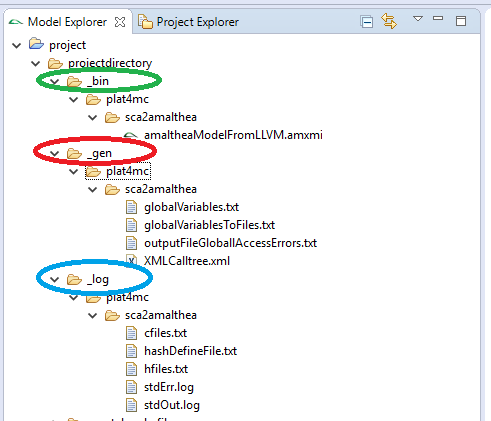 Model Explorer Project Explorer
project
projectdirectory
_bin
plat4mc
sca2amalthea
amaltheaModelFromLLVM.amxmi
_gen
plat4mc
sca2amalthea
globalVariables.txt
globalVariablesToFiles.txt
outputFileGloballAccessErrors.txt
XMLCalltree.xml
_log
plat4mc
sca2amalthea
cfiles.txt
hashDefineFile.txt
hfiles.txt
stdErr.log
stdOut.log